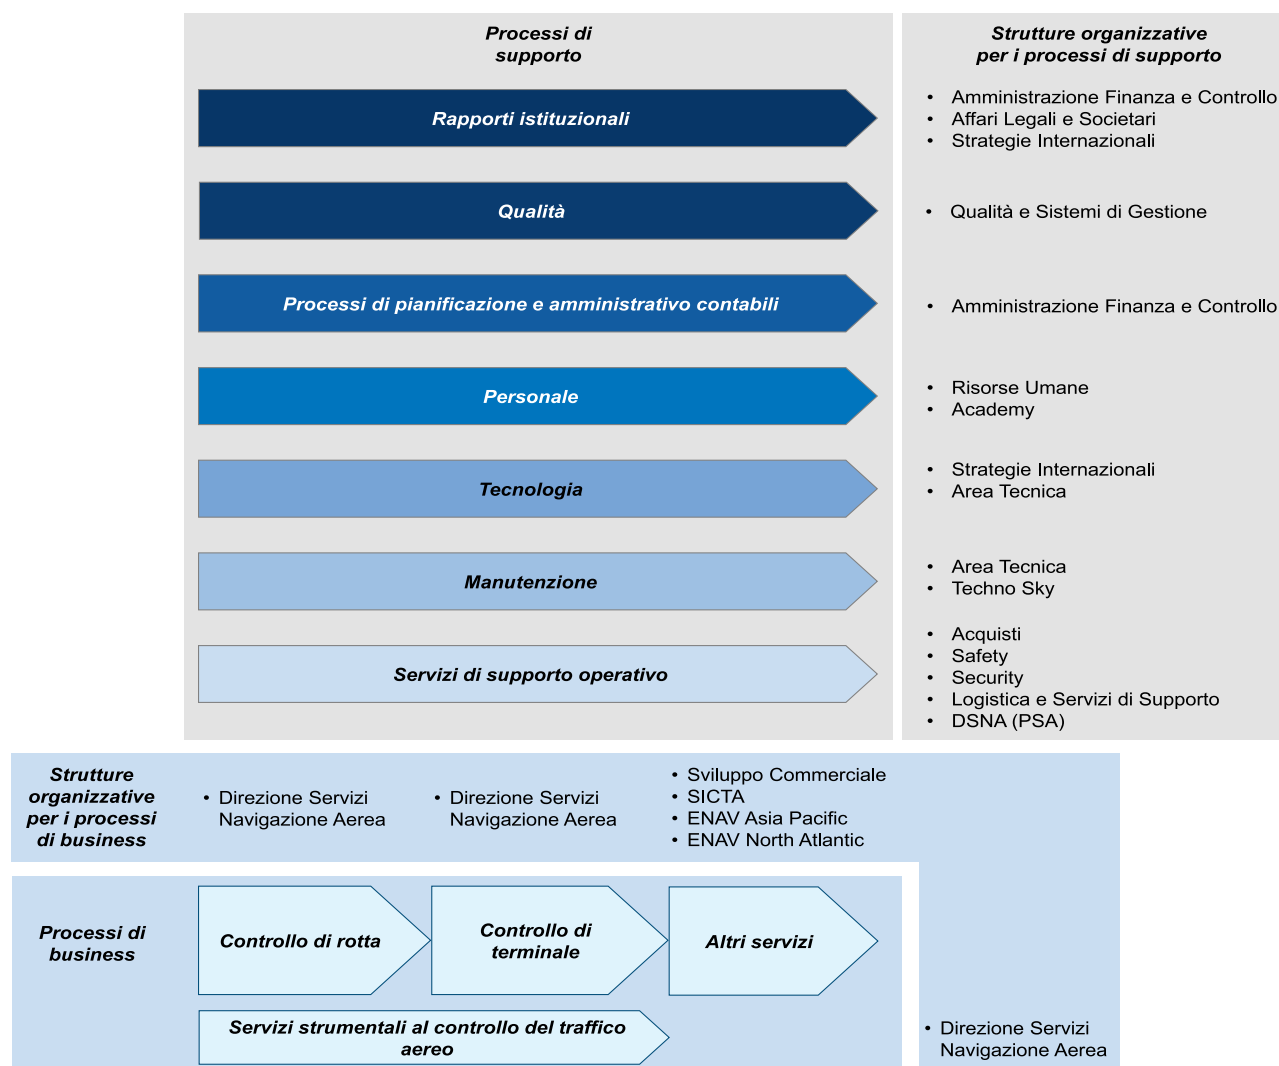 Processi di
supporto
Strutture organizzative
per i processi di supporto
Rapporti istituzionali
• Amministrazione Finanza e Controllo
• Affari Legali e Societari
• Strategie Internazionali
Qualità
• Qualità e Sistemi di Gestione
Processi di pianificazione e amministrativo contabili
• Amministrazione Finanza e Controllo
Personale
• Risorse Umane
• Academy
Tecnologia
• Strategie Internazionali
• Area Tecnica
Manutenzione
• Area Tecnica
• Techno Sky
Servizi di supporto operativo
• Acquisti
• Safety
• Security
• Logistica e Servizi di Supporto
• DSNA (PSA)
Strutture
organizzative
per i processi
di business
• Direzione Servizi
Navigazione Aerea
• Direzione Servizi
Navigazione Aerea
• Sviluppo Commerciale
• SICTA
• ENAV Asia Pacific
• ENAV North Atlantic
Processi di
business
Controllo di rotta
Controllo di
terminale
Altri servizi
Servizi strumentali al controllo del traffico
aereo
• Direzione Servizi
Navigazione Aerea